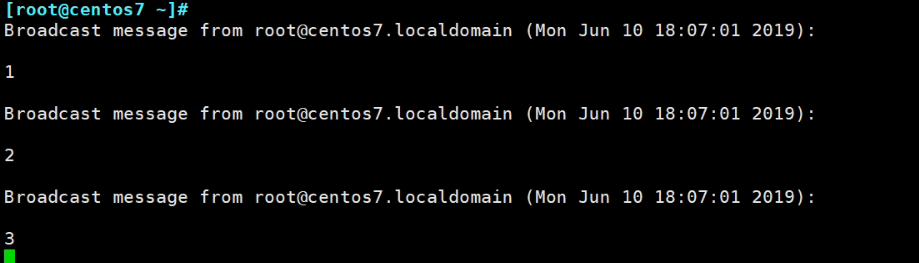 [root@centos7 ~]#
Broadcast message from root@centos7.localdomain (Mon Jun 10 18:07:01 2019):
1
Broadcast message from root@centos7.localdomain (Mon Jun 10 18:07:01 2019):
2
Broadcast message from root@centos7.localdomain (Mon Jun 10 18:07:01 2019):
3